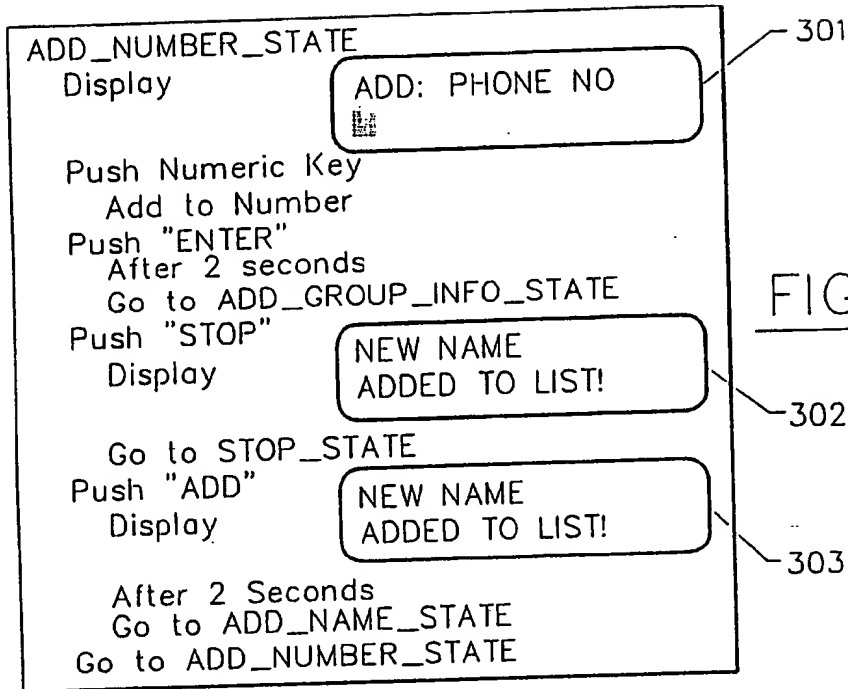 ADD_NUMBER_STATE
301
Display
ADD: PHONE NO
Push Numeric Key
Add to Number
Push "ENTER"
After 2 seconds
Go to ADD_GROUP_INFO_STATE
FIG
Push "STOP"
Display
NEW NAME
ADDED TO LIST!
302
Go to STOP_STATE
Push "ADD"
Display
NEW NAME
ADDED TO LIST!
303
After 2 Seconds
Go to ADD_NAME_STATE
Go to ADD_NUMBER_STATE